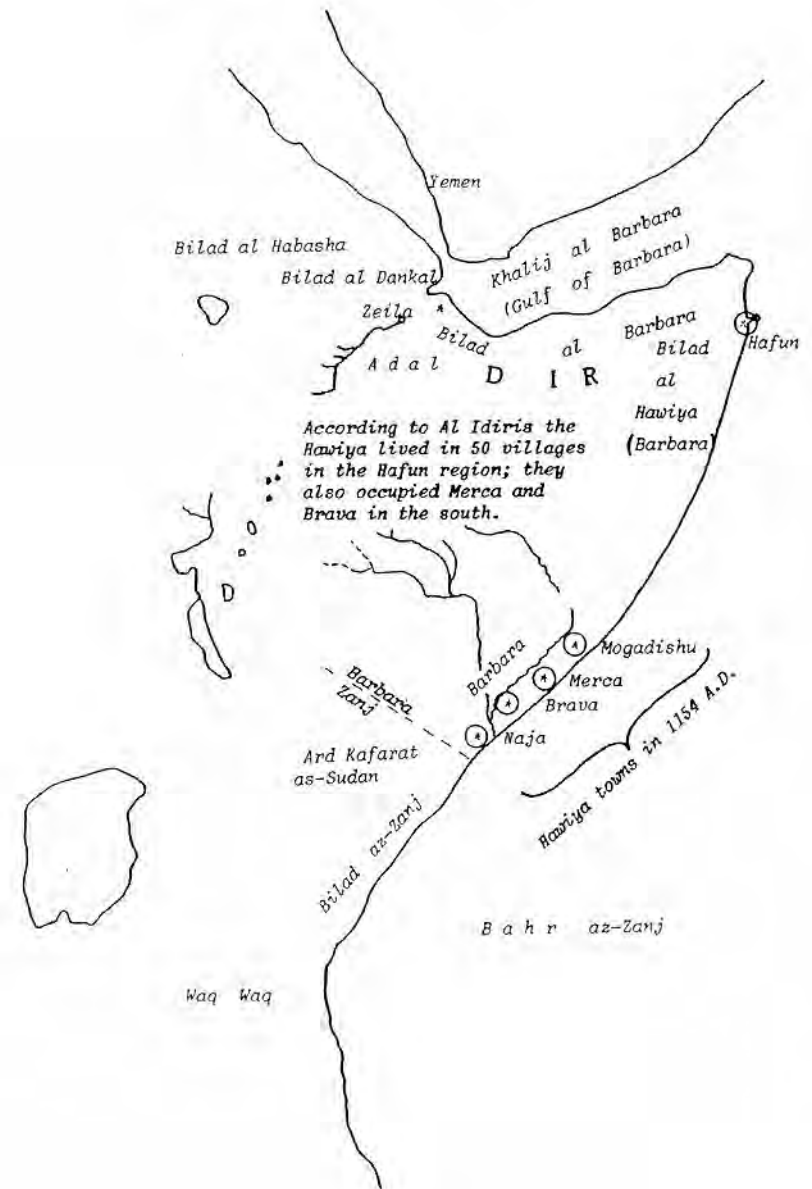 Yemen
Bilad al Habasha
Khalij al Barbara
(Gulf of Barbara)
Bilad al Dankal
Zeila
Bilad al Barbara
Adal
D I R
Hafun
Bilad
al
Hawiya
(Barbara)
According to Al Idiris the
Hawiya lived in 50 villages
in the Hafun region; they
also occupied Merca and
Brava in the south.
D
Barbara
Mogadishu
Merca
Brava
Naja
Barbara
Zanj
Hawiya towns in 1154 A.D.
Ard Kafarat
as-Sudan
Bilad az-Zanj
Bahr az-Zanj
Waq Waq